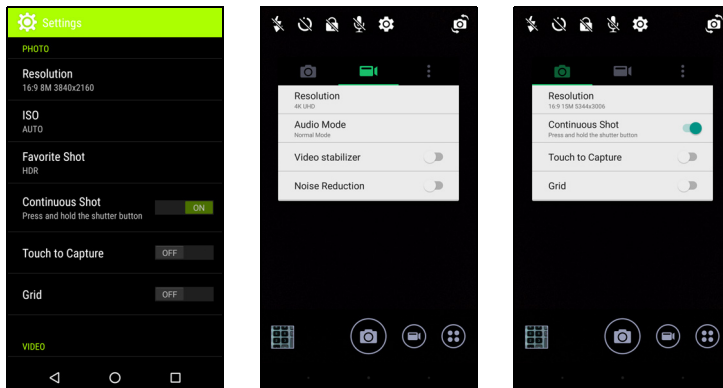 Settings
PHOTO
Resolution
16:9 8M 3840x2160
ISO
AUTO
Favorite Shot
HDR
Continuous Shot
Press and hold the shutter button
ON
Touch to Capture
OFF
Grid
OFF
VIDEO
Resolution
4K UHD
Audio Mode
Normal Mode
Video stabilizer
Noise Reduction
Resolution
16:9 15M 5344x3006
Continuous Shot
Press and hold the shutter button
Touch to Capture
Grid